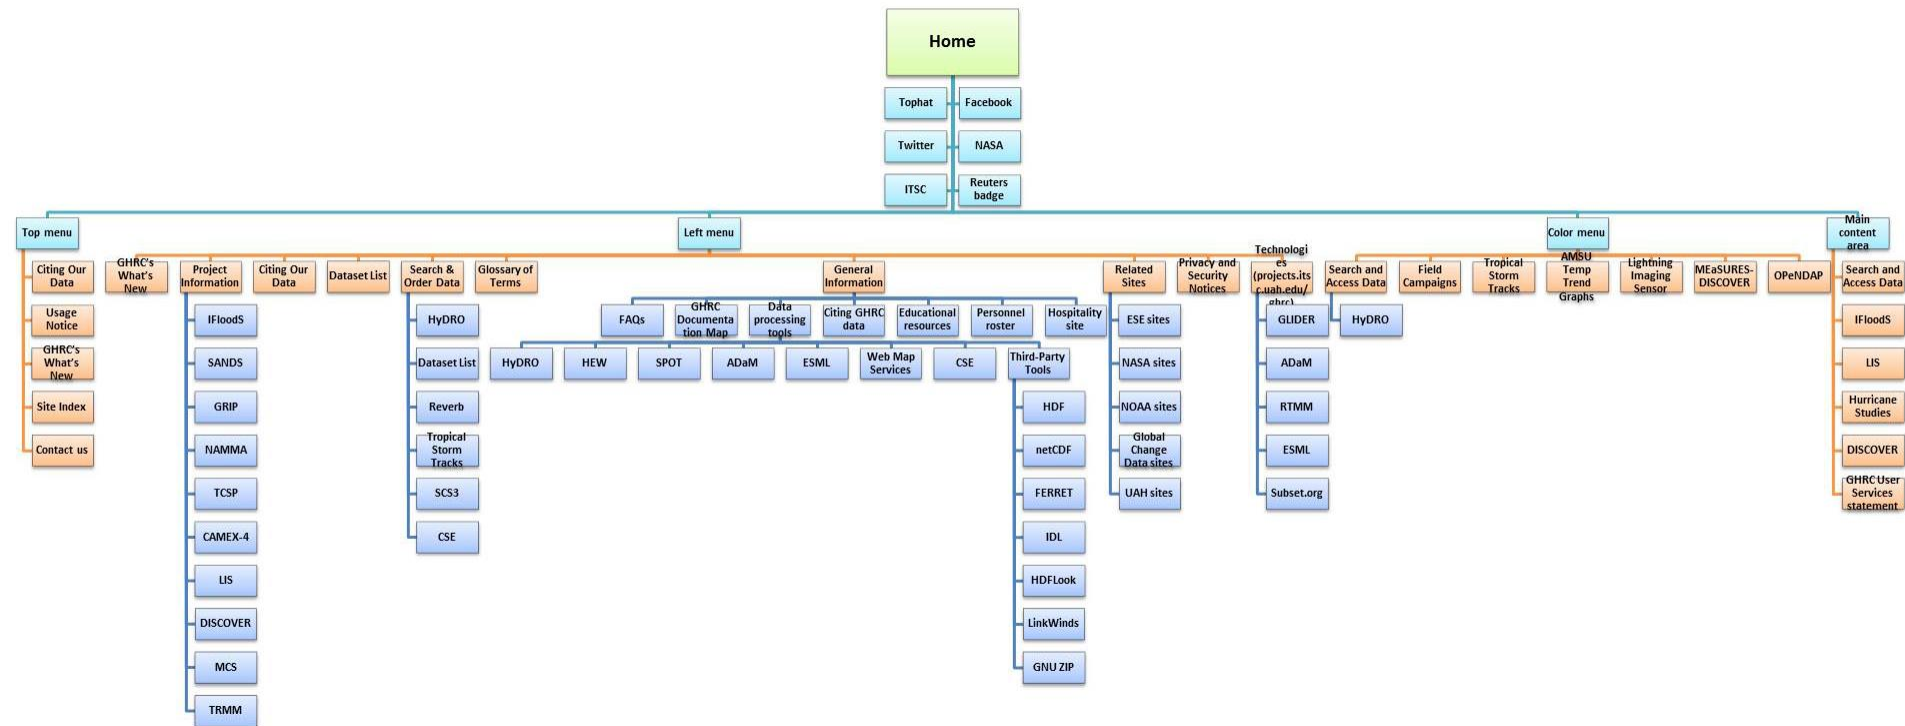 Home
Tophat
Facebook
Twitter
NASA
ITSC
Reuters
badge
Top menu
Left menu
Color menu
Main
content
area
Citing Our
Data
Usage
Notice
GHRC's
What's
New
Site Index
Contact us
GHRC's
What's
New
Project
Information
IFloodS
SANDS
GRIP
NAMMA
TCSP
CAMEX-4
LIS
DISCOVER
MCS
TRMM
Citing Our
Data
Dataset List
Search &
Order Data
HyDRO
Dataset List
Reverb
Tropical
Storm
Tracks
SCS3
CSE
Glossary of
Terms
General
Information
FAQs
GHRC
Documenta
tion Map
Data
processing
tools
Citing GHRC
data
Educational
resources
Personnel
roster
Hospitality
site
HyDRO
HEW
SPOT
ADaM
ESML
Web Map
Services
CSE
Third-Party
Tools
HDF
netCDF
FERRET
IDL
HDFLook
LinkWinds
GNU ZIP
Related
Sites
ESE sites
NASA sites
NOAA sites
Global
Change
Data sites
UAH sites
Privacy and
Security
Notices
Technologi
es
(projects.its
c.uah.edu/
ghrc)
GLIDER
ADaM
RTMM
ESML
Subset.org
Search and
Access Data
HyDRO
Field
Campaigns
Tropical
Storm
Tracks
AMSU
Temp
Trend
Graphs
Lightning
Imaging
Sensor
MEaSURES-
DISCOVER
OPeNDAP
Search and
Access Data
IFloodS
LIS
Hurricane
Studies
DISCOVER
GHRC User
Services
statement